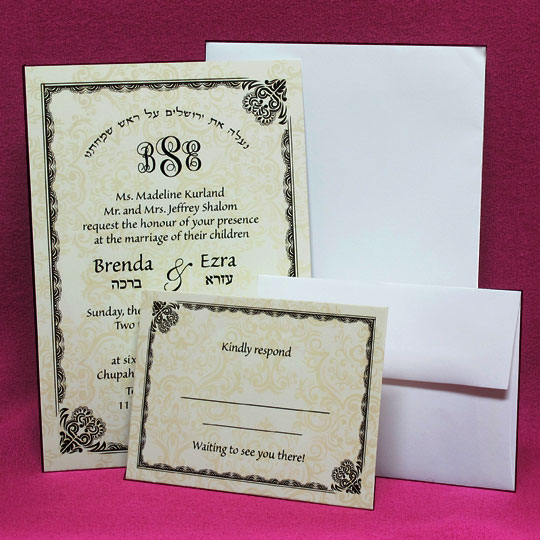 נעלה את ירושלים על ראש שמחתנו
BSE
Ms. Madeline Kurland
Mr. and Mrs. Jeffrey Shalom
request the honour of your presence
at the marriage of their children
Brenda & Ezra
ברכה עזרא
Sunday, the
Two
at six
Chupah
11
Kindly respond
Waiting to see you there!